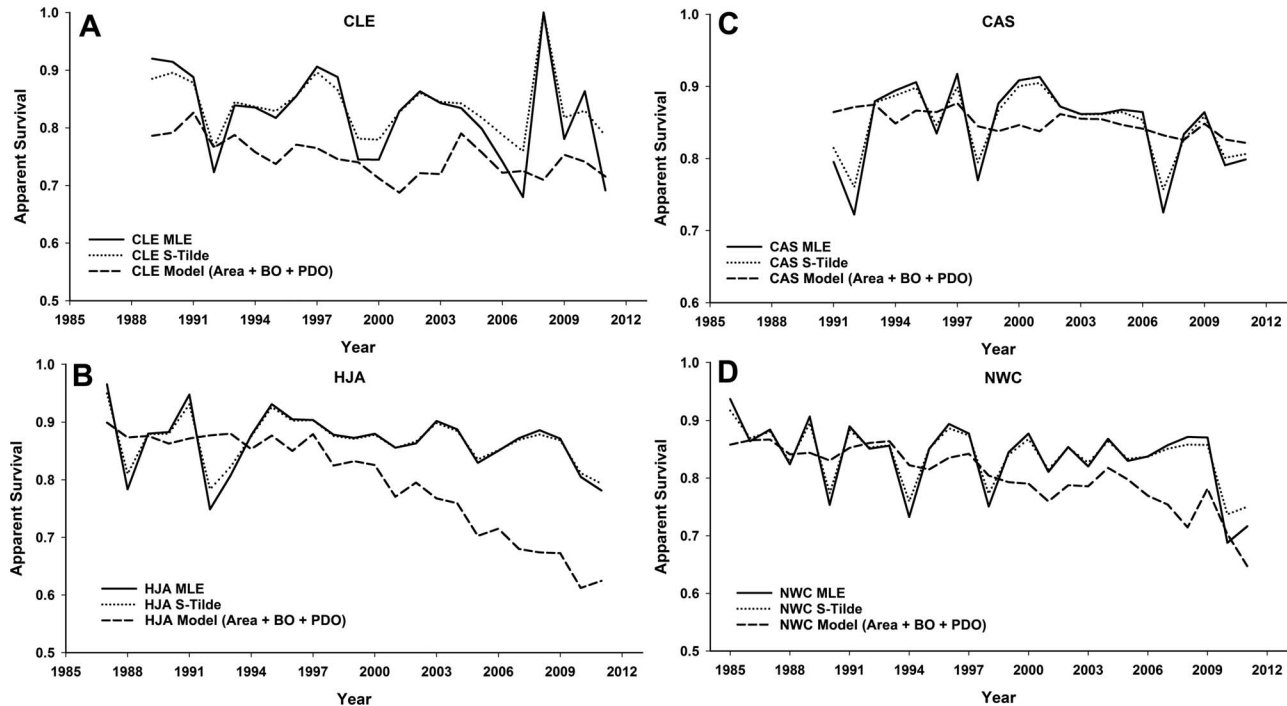 A
CLE
1.0
0.9
0.8
0.7
0.6
0.5
Apparent Survival
CLE MLE
CLE S-Tilde
CLE Model (Area + BO + PDO)
1985 1988 1991 1994 1997 2000 2003 2006 2009 2012
Year
B
HJA
1.0
0.9
0.8
0.7
0.6
0.5
Apparent Survival
HJA MLE
HJA S-Tilde
HJA Model (Area + BO + PDO)
1985 1988 1991 1994 1997 2000 2003 2006 2009 2012
Year
C
CAS
1.0
0.9
0.8
0.7
0.6
Apparent Survival
CAS MLE
CAS S-Tilde
CAS Model (Area + BO + PDO)
1985 1988 1991 1994 1997 2000 2003 2006 2009 2012
Year
D
NWC
1.0
0.9
0.8
0.7
0.6
0.5
Apparent Survival
NWC MLE
NWC S-Tilde
NWC Model (Area + BO + PDO)
1985 1988 1991 1994 1997 2000 2003 2006 2009 2012
Year